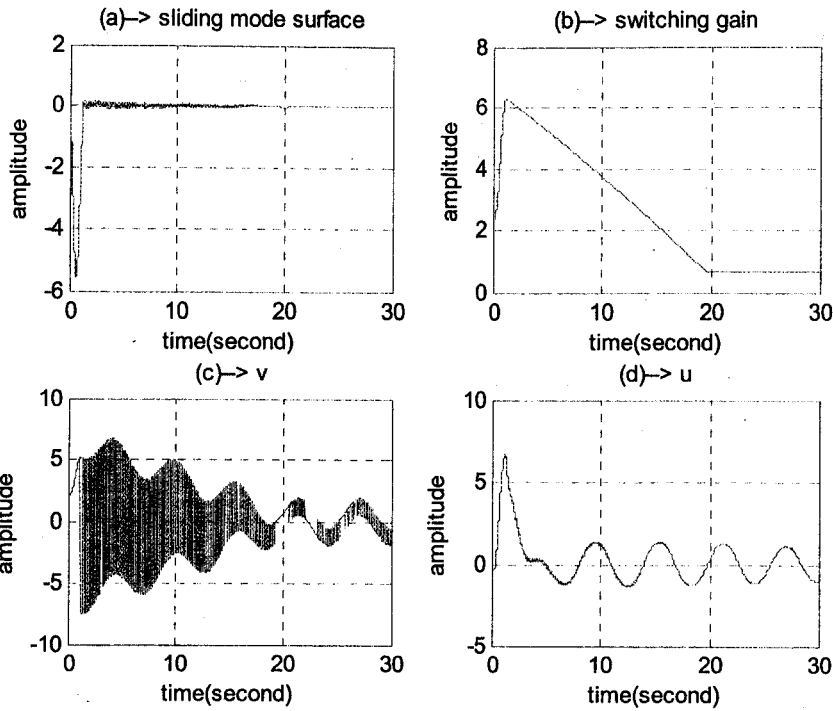 (a)–> sliding mode surface
2
0
-2
-4
-6
amplitude
0 10 20 30
time(second)
(b)–> switching gain
8
6
4
2
0
amplitude
0 10 20 30
time(second)
(c)–> v
10
5
0
-5
-10
amplitude
0 10 20 30
time(second)
(d)–> u
10
5
0
-5
amplitude
0 10 20 30
time(second)